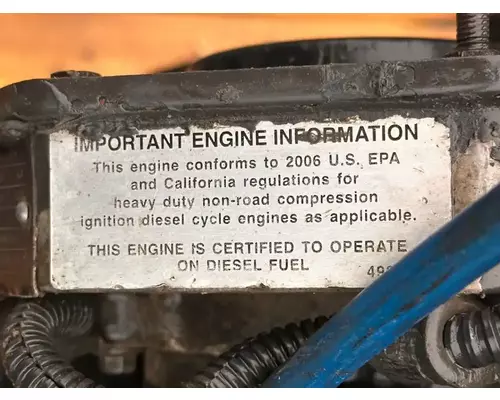 IMPORTANT ENGINE INFORMATION
This engine conforms to 2006 U.S. EPA
and California regulations for
heavy duty non-road compression
ignition diesel cycle engines as applicable.
THIS ENGINE IS CERTIFIED TO OPERATE
ON DIESEL FUEL